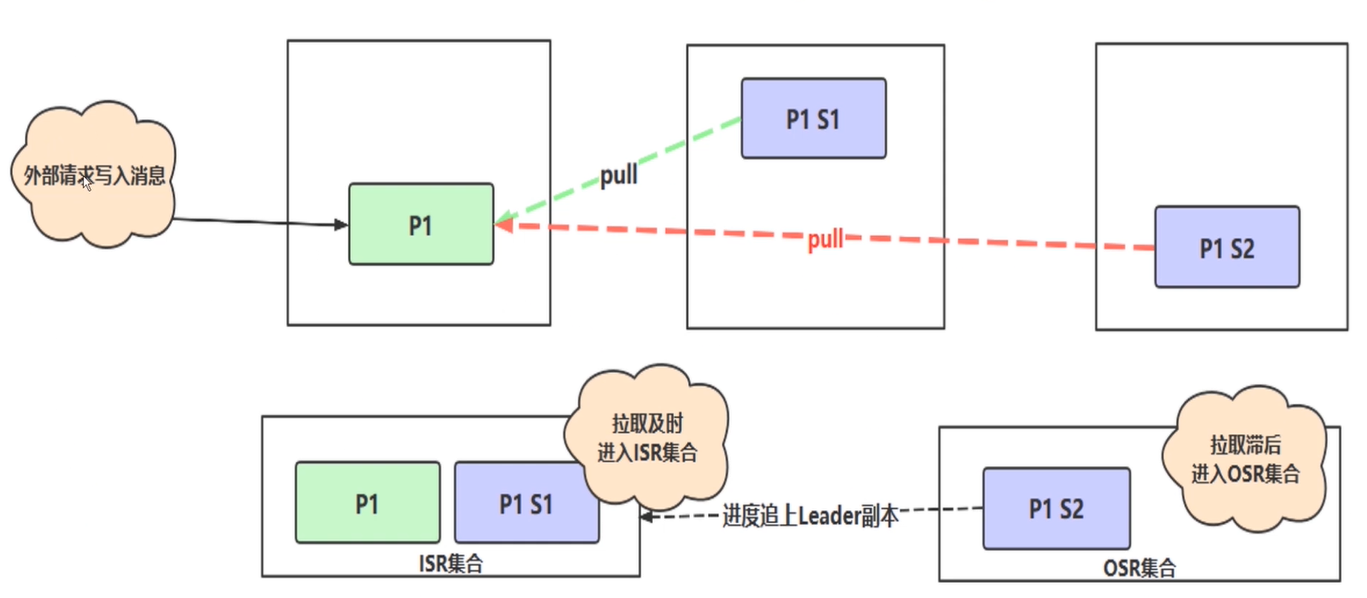 外部请求写入消息
P1
pull
P1 S1
pull
P1 S2
拉取及时
进入ISR集合
P1
P1 S1
ISR集合
进度追上Leader副本
拉取滞后
进入OSR集合
P1 S2
OSR集合